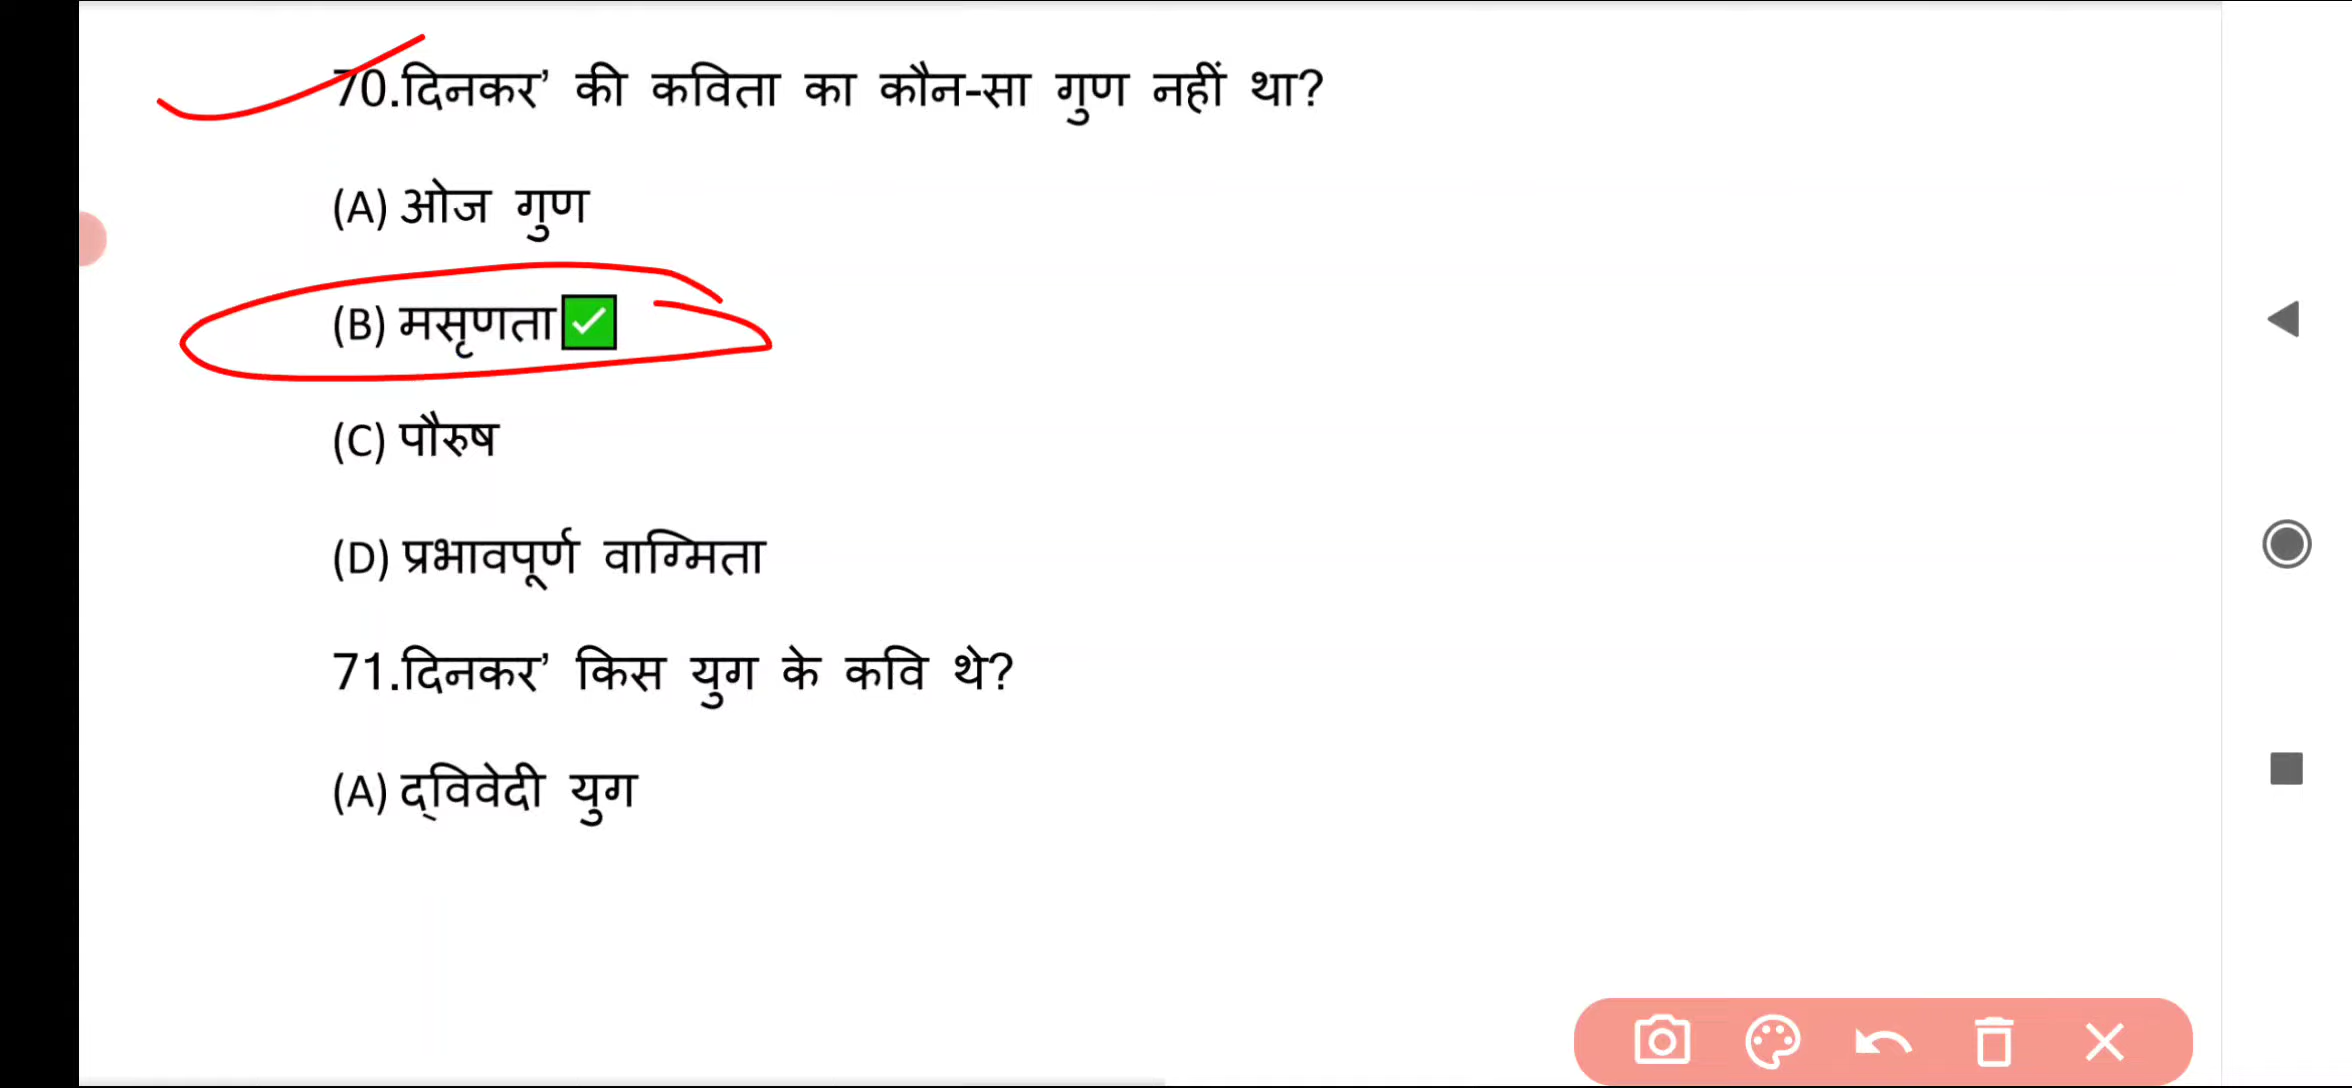 70.दिनकर’ की कविता का कौन-सा गुण नहीं था?
(A) ओज गुण
(B) मसृणता
(C) पौरुष
(D) प्रभावपूर्ण वाग्मिता
71.दिनकर’ किस युग के कवि थे?
(A) द्विवेदी युग